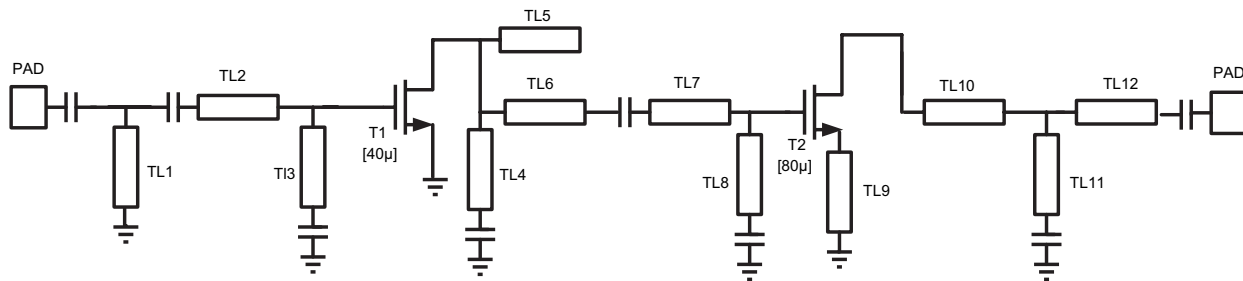 PAD
TL1
TL2
Tl3
T1
[40µ]
TL4
TL5
TL6
TL7
TL8
T2
[80µ]
TL9
TL10
TL11
TL12
PAD